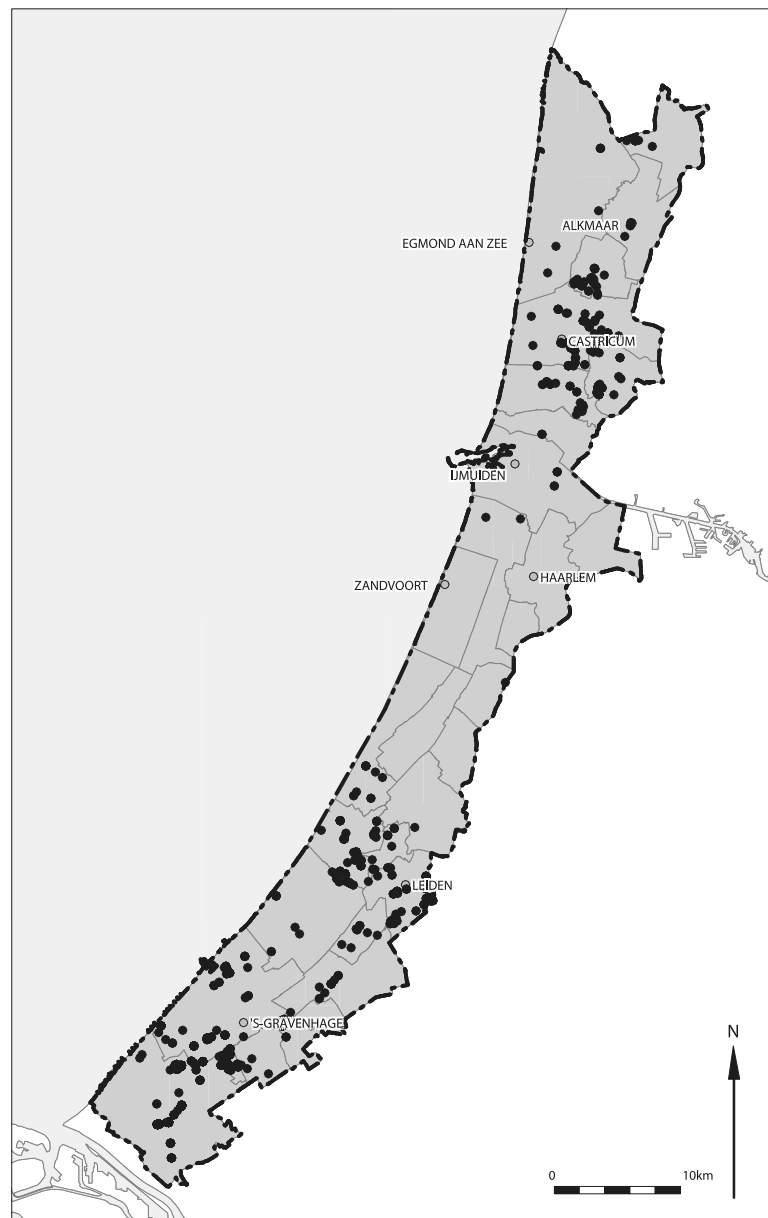 ALKMAAR
EGMOND AAN ZEE
CASTRICUM
IJMUIDEN
HAARLEM
ZANDVOORT
LEIDEN
'S-GRAVENHAGE
N
0 10km